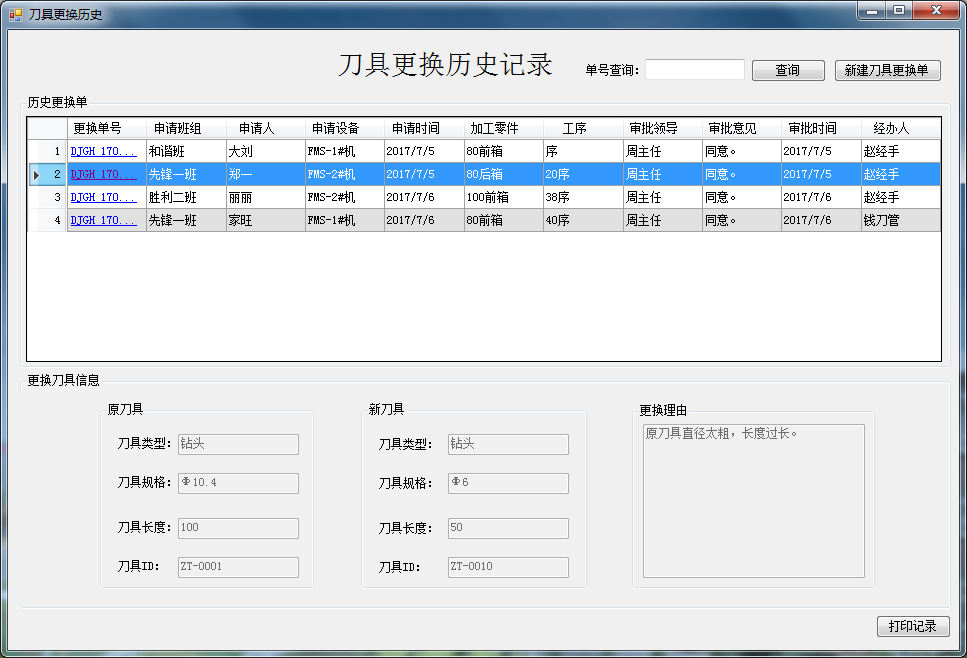 刀具更换历史
刀具更换历史记录 单号查询: 查询 新建刀具更换单
历史更换单
更换单号 申请班组 申请人 申请设备 申请时间 加工零件 工序 审批领导 审批意见 审批时间 经办人
1 DJGH 170... 和谐班 大刘 FMS-1#机 2017/7/5 80前箱 序 周主任 同意。 2017/7/5 赵经手
2 DJGH 170... 先锋一班 郑一 FMS-2#机 2017/7/5 80后箱 20序 周主任 同意。 2017/7/5 赵经手
3 DJGH 170... 胜利二班 丽丽 FMS-2#机 2017/7/6 100前箱 38序 周主任 同意。 2017/7/6 赵经手
4 DJGH 170... 先锋一班 家旺 FMS-1#机 2017/7/6 80前箱 40序 周主任 同意。 2017/7/6 钱刀管
更换刀具信息
原刀具
刀具类型: 钻头
刀具规格: Φ10.4
刀具长度: 100
刀具ID: ZT-0001
新刀具
刀具类型: 钻头
刀具规格: Φ6
刀具长度: 50
刀具ID: ZT-0010
更换理由
原刀具直径太粗，长度过长。
打印记录